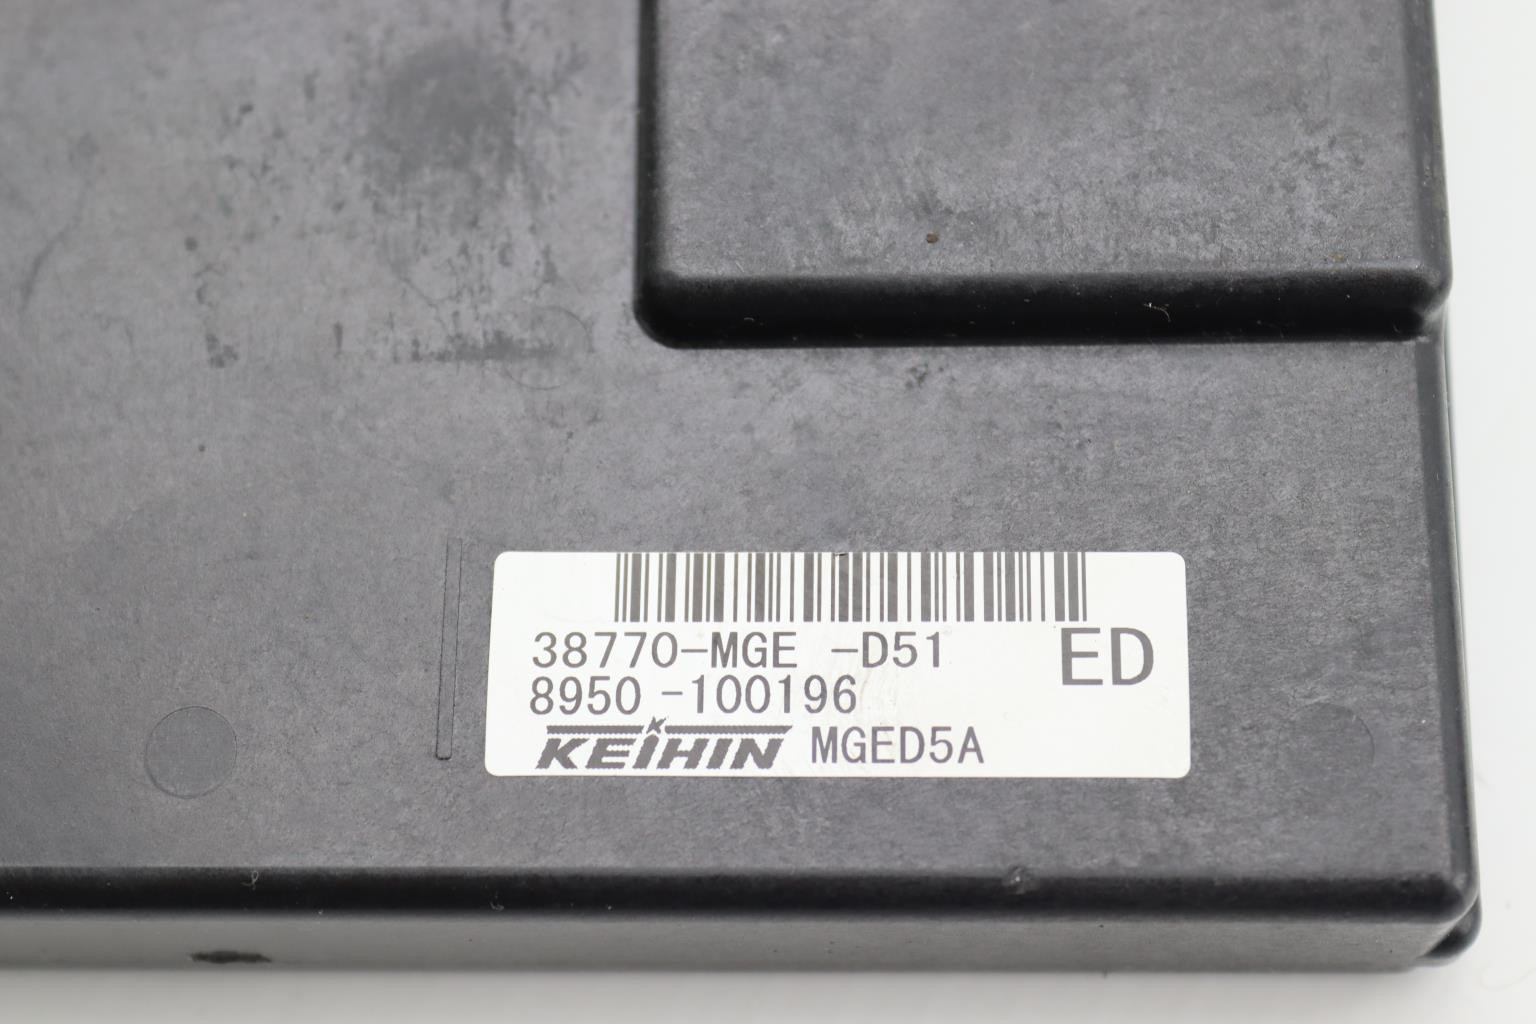 38770-MGE -D51
ED
8950 -100196
KEIHIN MGED5A